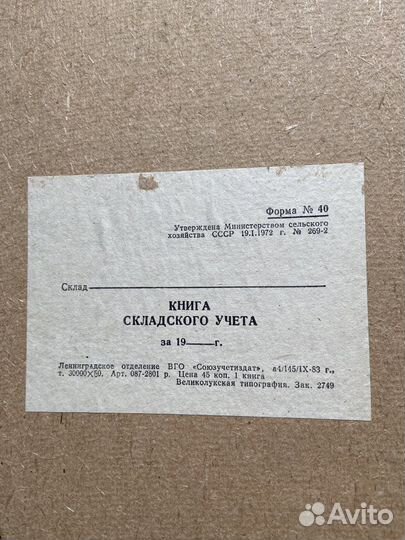 Форма № 40
Утверждена Министерством сельского
хозяйства СССР 19.1.1972 г. № 269-2
Склад
КНИГА
СКЛАДСКОГО УЧЕТА
за 19 г.
Ленинградское отделение ВГО «Союзучетиздат», в4/145/IX-83 г.,
т. 30000×50. Арт. 087-2801 р. Цена 45 коп. 1 книга
Великолукская типография. Зак. 2749
Avito